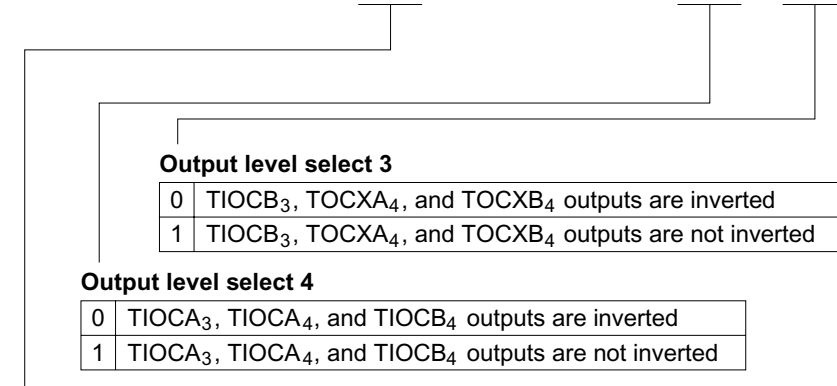 Output level select 3
0 TIOCB₃, TOCXA₄, and TOCXB₄ outputs are inverted
1 TIOCB₃, TOCXA₄, and TOCXB₄ outputs are not inverted
Output level select 4
0 TIOCA₃, TIOCA₄, and TIOCB₄ outputs are inverted
1 TIOCA₃, TIOCA₄, and TIOCB₄ outputs are not inverted